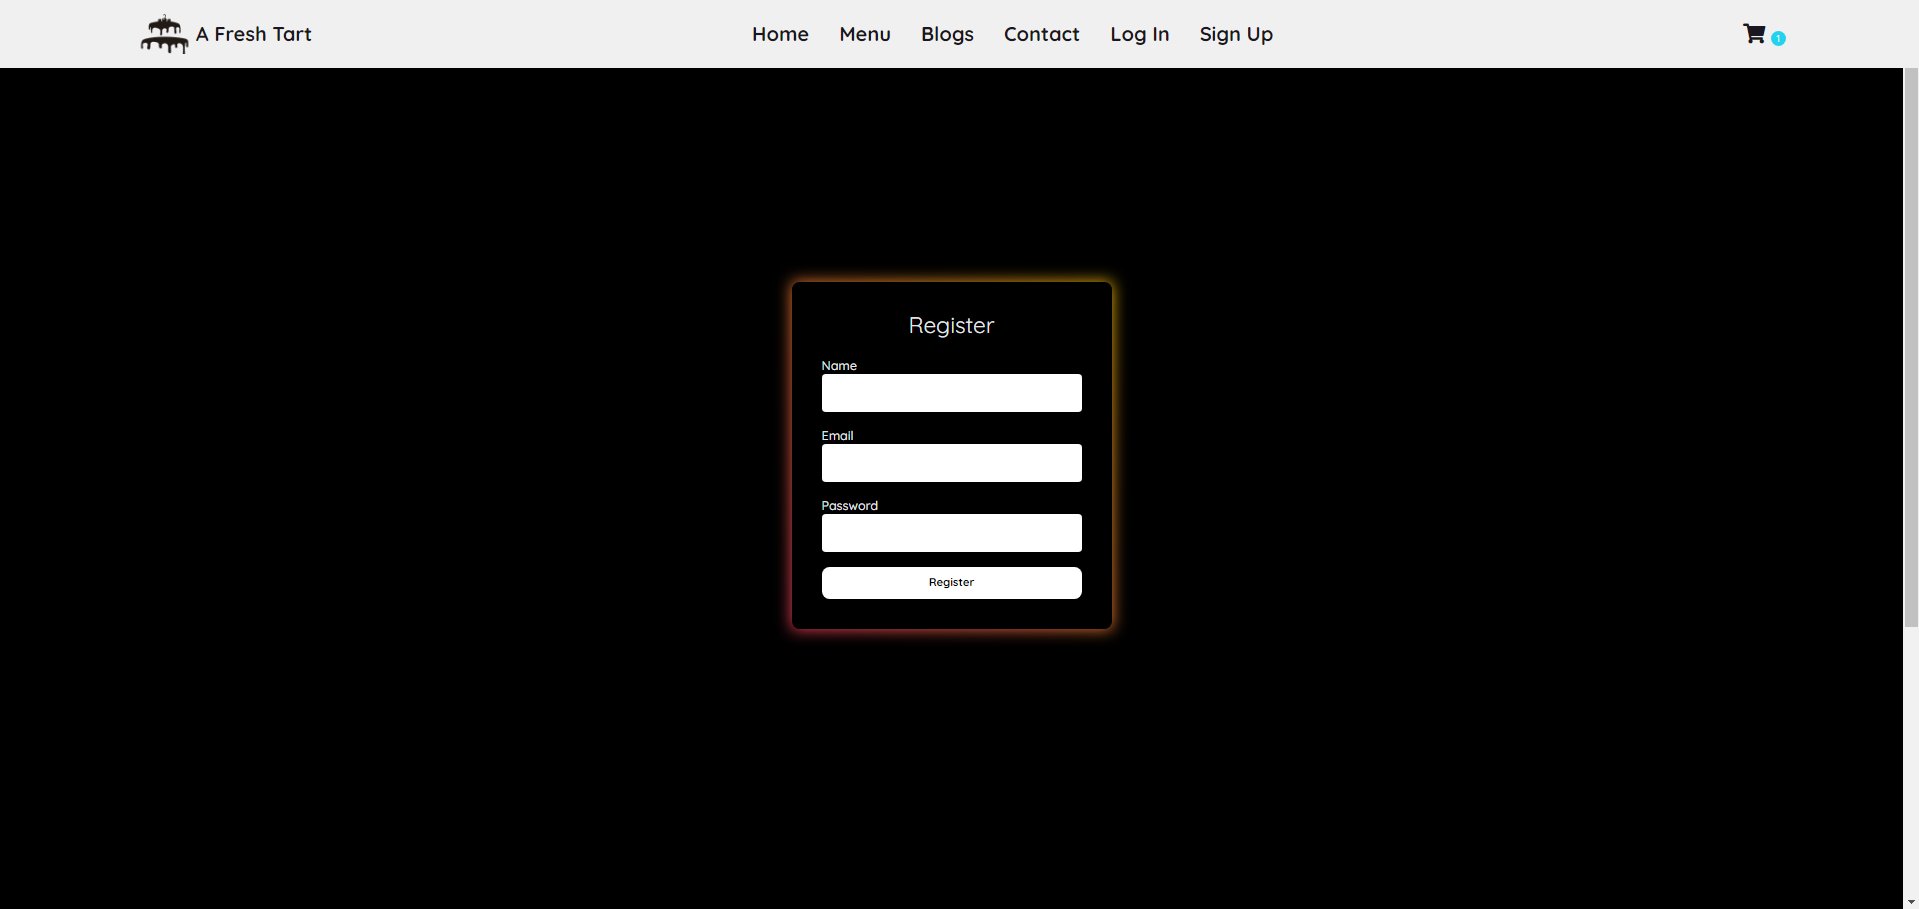 A Fresh Tart
Home Menu Blogs Contact Log In Sign Up
1
Register
Name
Email
Password
Register